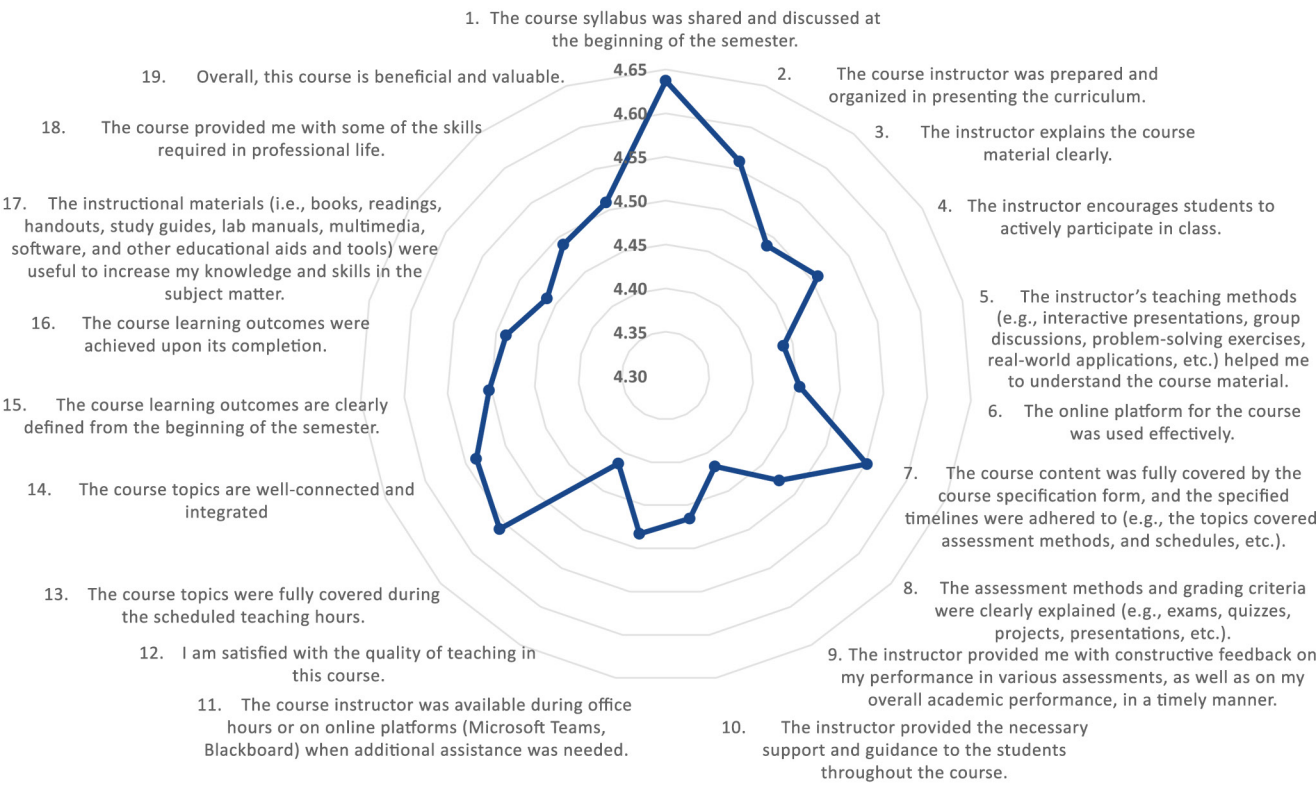 1. The course syllabus was shared and discussed at
the beginning of the semester.
2. The course instructor was prepared and
organized in presenting the curriculum.
3. The instructor explains the course
material clearly.
4. The instructor encourages students to
actively participate in class.
5. The instructor’s teaching methods
(e.g., interactive presentations, group
discussions, problem-solving exercises,
real-world applications, etc.) helped me
to understand the course material.
6. The online platform for the course
was used effectively.
7. The course content was fully covered by the
course specification form, and the specified
timelines were adhered to (e.g., the topics covered
assessment methods, and schedules, etc.).
8. The assessment methods and grading criteria
were clearly explained (e.g., exams, quizzes,
projects, presentations, etc.).
9. The instructor provided me with constructive feedback on
my performance in various assessments, as well as on my
overall academic performance, in a timely manner.
10. The instructor provided the necessary
support and guidance to the students
throughout the course.
11. The course instructor was available during office
hours or on online platforms (Microsoft Teams,
Blackboard) when additional assistance was needed.
12. I am satisfied with the quality of teaching in
this course.
13. The course topics were fully covered during
the scheduled teaching hours.
14. The course topics are well-connected and
integrated
15. The course learning outcomes are clearly
defined from the beginning of the semester.
16. The course learning outcomes were
achieved upon its completion.
17. The instructional materials (i.e., books, readings,
handouts, study guides, lab manuals, multimedia,
software, and other educational aids and tools) were
useful to increase my knowledge and skills in the
subject matter.
18. The course provided me with some of the skills
required in professional life.
19. Overall, this course is beneficial and valuable.
4.65
4.60
4.55
4.50
4.45
4.40
4.35
4.30